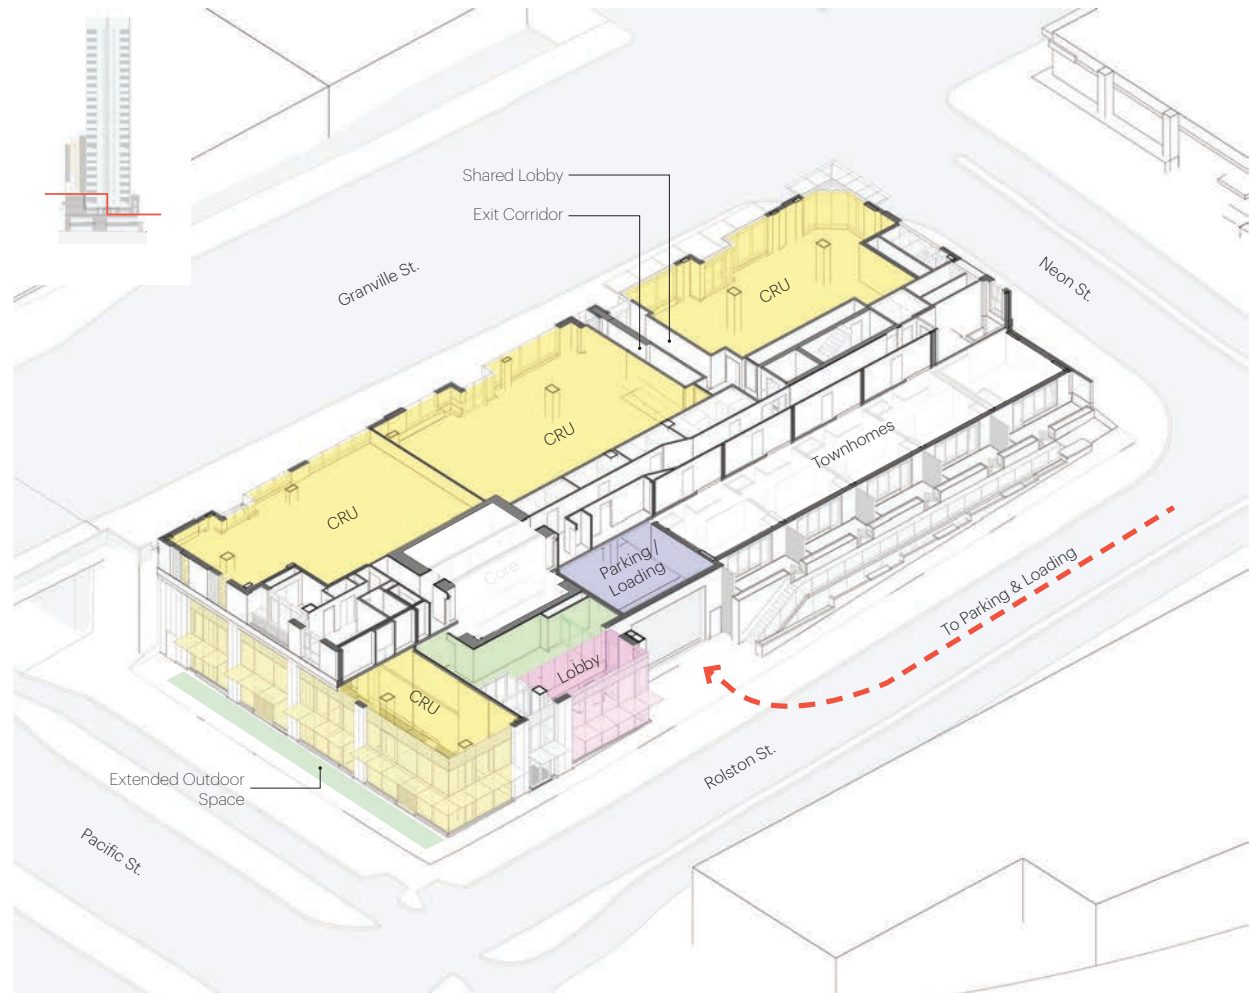 Shared Lobby
Exit Corridor
Granville St.
Neon St.
CRU
CRU
Townhomes
CRU
Core
Parking /
Loading
To Parking & Loading
Lobby
CRU
Rolston St.
Extended Outdoor
Space
Pacific St.